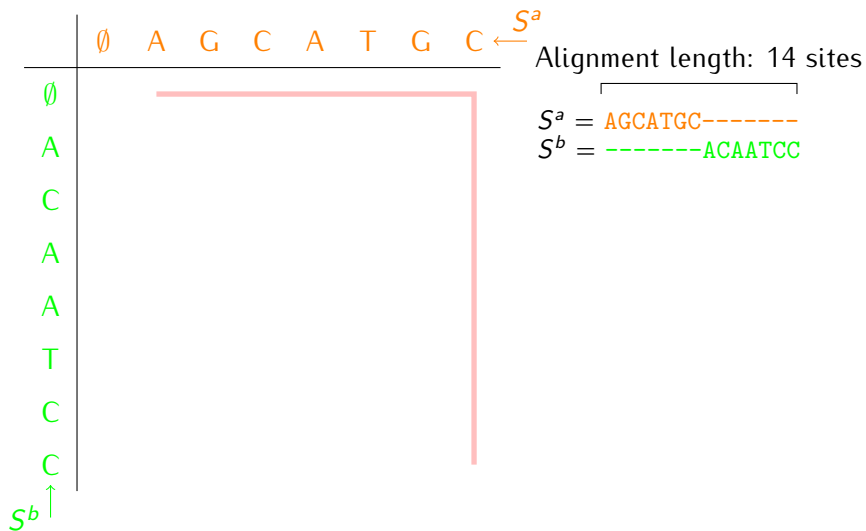 ∅ A G C A T G C ← Sᵃ
Alignment length: 14 sites
∅
Sᵃ = AGCATGC-------
Sᵇ = -------ACAATCC
A
C
A
A
T
C
C
Sᵇ